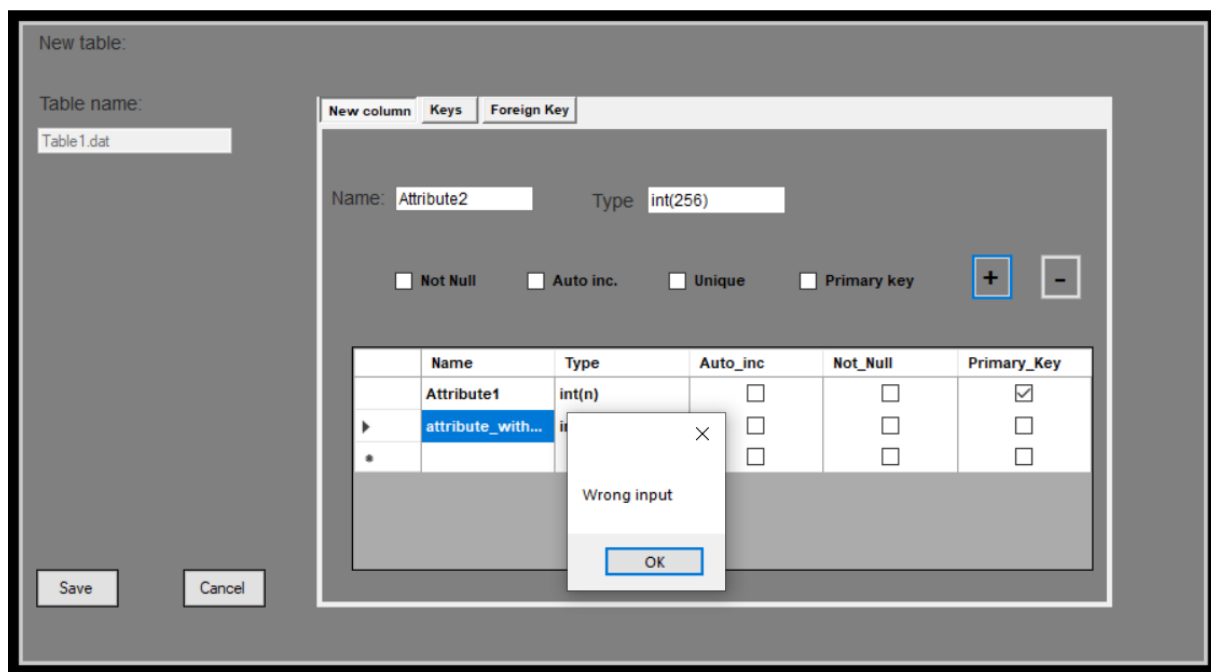 New table:
Table name:
Table1.dat
New column Keys Foreign Key
Name: Attribute2 Type int(256)
Not Null Auto inc. Unique Primary key + -
Name Type Auto_inc Not_Null Primary_Key
Attribute1 int(n)
attribute_with...
Wrong input
OK
Save Cancel